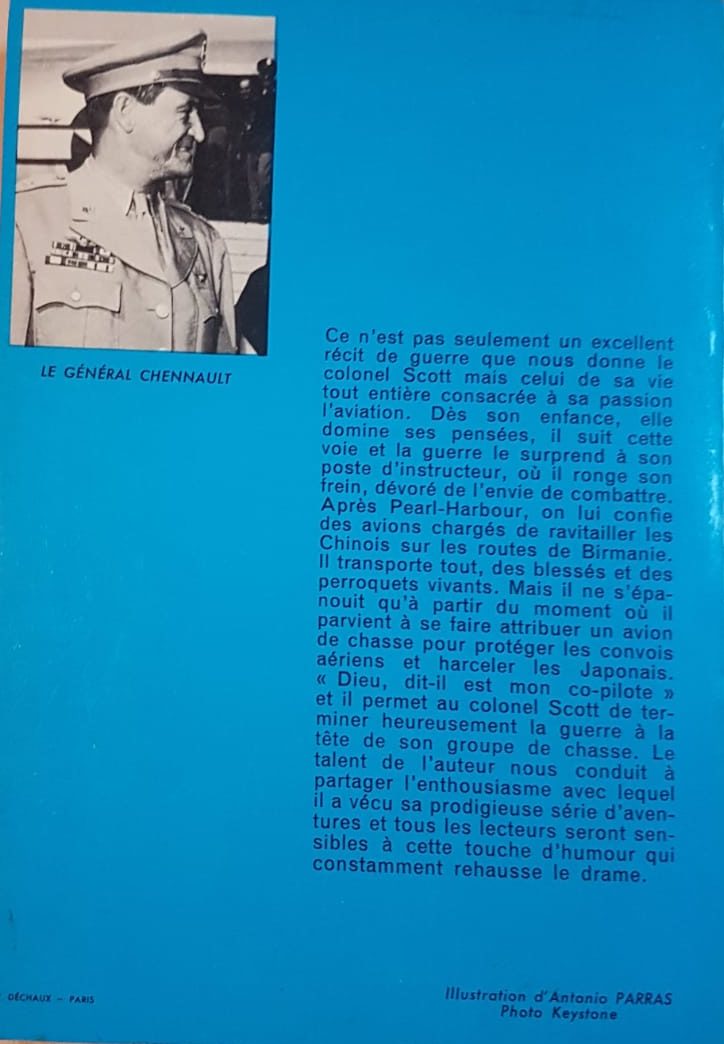 LE GÉNÉRAL CHENNAULT
Ce n'est pas seulement un excellent
récit de guerre que nous donne le
colonel Scott mais celui de sa vie
tout entière consacrée à sa passion
l'aviation. Dès son enfance, elle
domine ses pensées, il suit cette
voie et la guerre le surprend à son
poste d'instructeur, où il ronge son
frein, dévoré de l'envie de combattre.
Après Pearl-Harbour, on lui confie
des avions chargés de ravitailler les
Chinois sur les routes de Birmanie.
Il transporte tout, des blessés et des
perroquets vivants. Mais il ne s'épa-
nouit qu'à partir du moment où il
parvient à se faire attribuer un avion
de chasse pour protéger les convois
aériens et harceler les Japonais.
« Dieu, dit-il est mon co-pilote »
et il permet au colonel Scott de ter-
miner heureusement la guerre à la
tête de son groupe de chasse. Le
talent de l'auteur nous conduit à
partager l'enthousiasme avec lequel
il a vécu sa prodigieuse série d'aven-
tures et tous les lecteurs seront sen-
sibles à cette touche d'humour qui
constamment rehausse le drame.
DÉCHAUX – PARIS
Illustration d'Antonio PARRAS
Photo Keystone